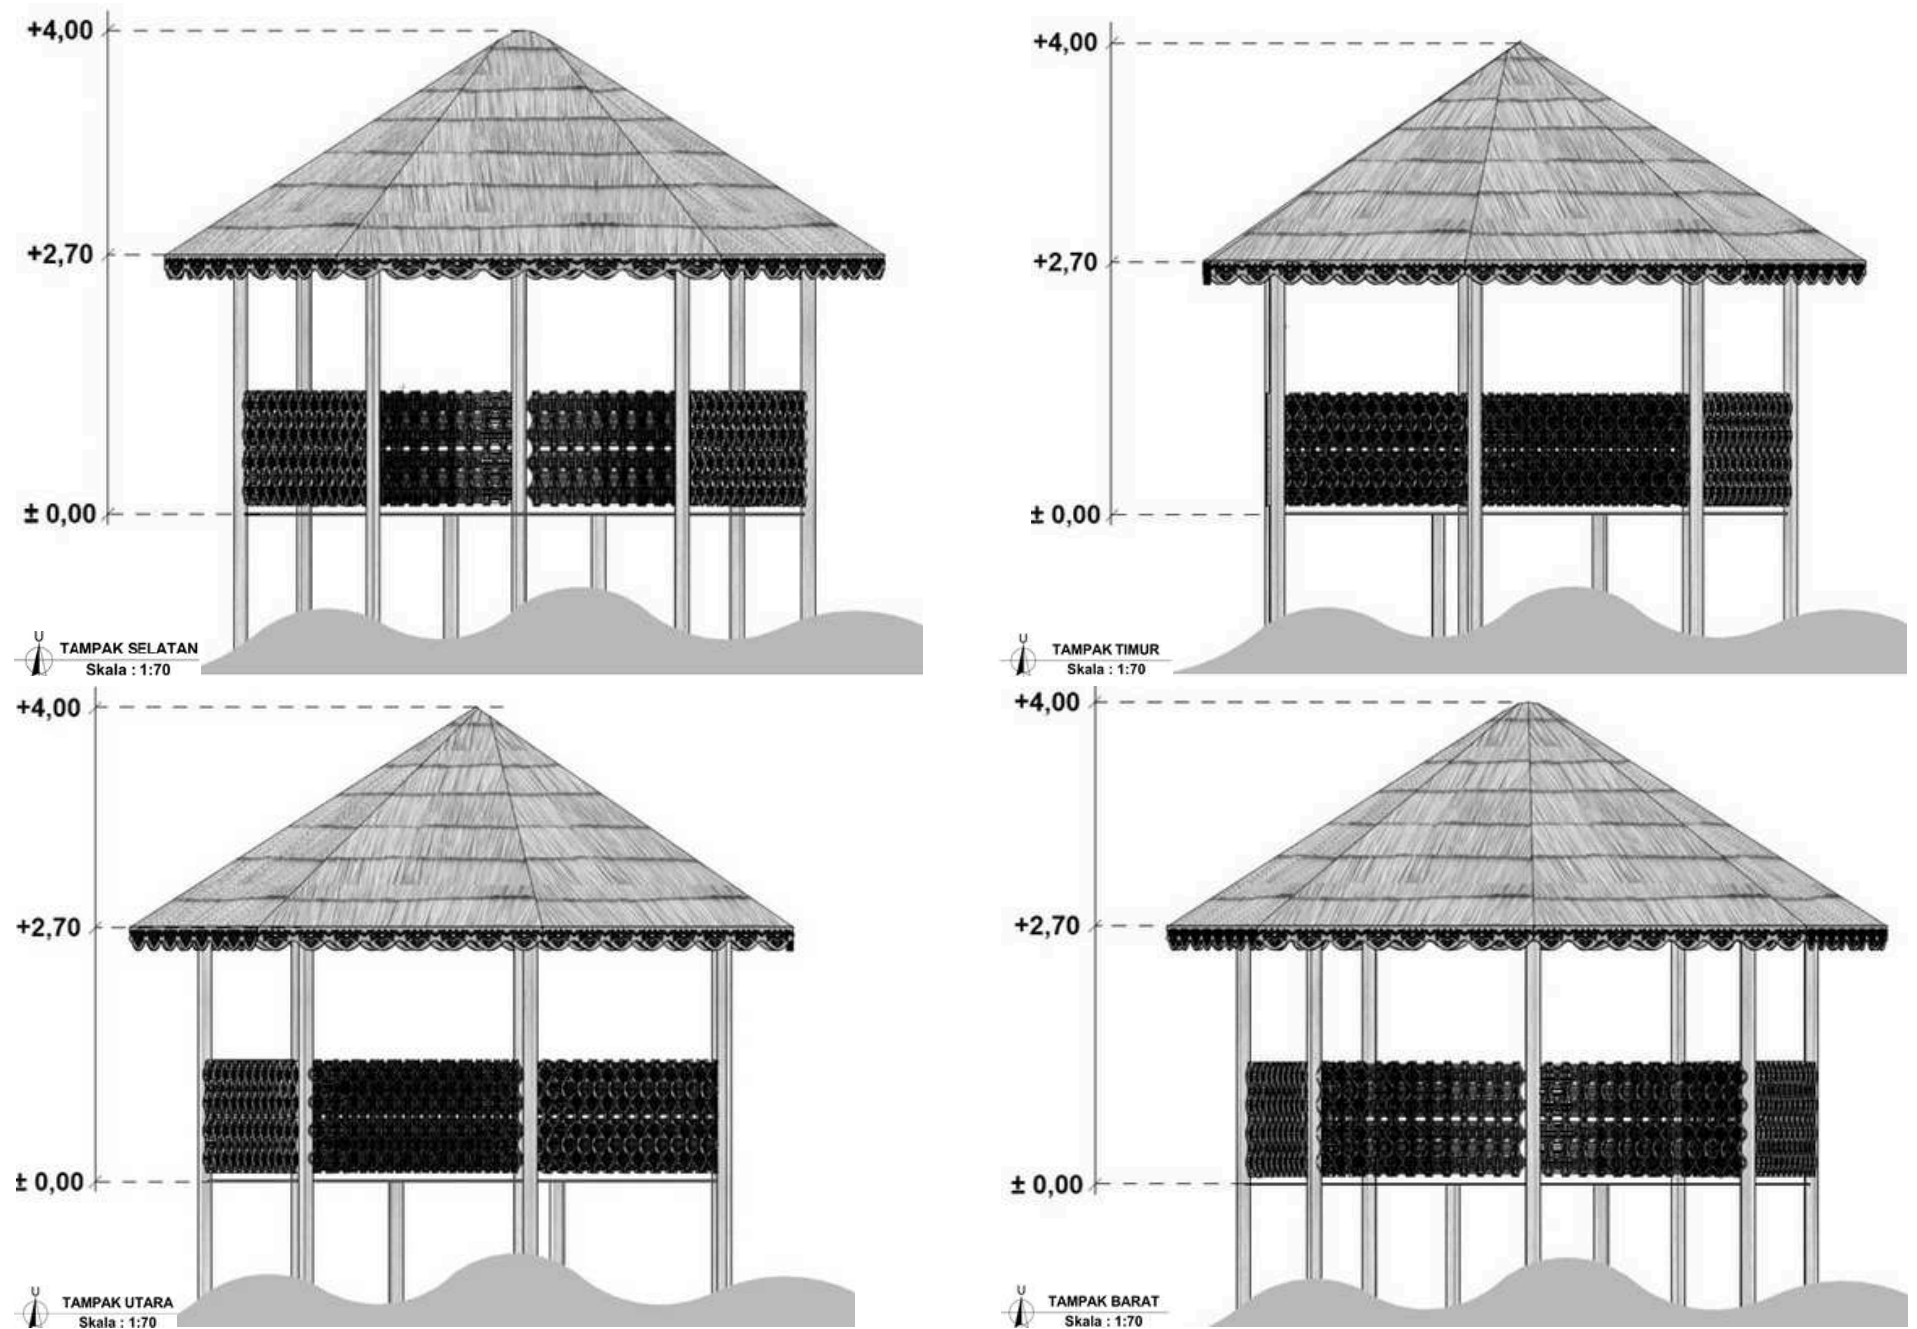 +4,00
+2,70
± 0,00
U
TAMPAK SELATAN
Skala : 1:70
+4,00
+2,70
± 0,00
U
TAMPAK TIMUR
Skala : 1:70
+4,00
+2,70
± 0,00
U
TAMPAK UTARA
Skala : 1:70
+4,00
+2,70
± 0,00
U
TAMPAK BARAT
Skala : 1:70